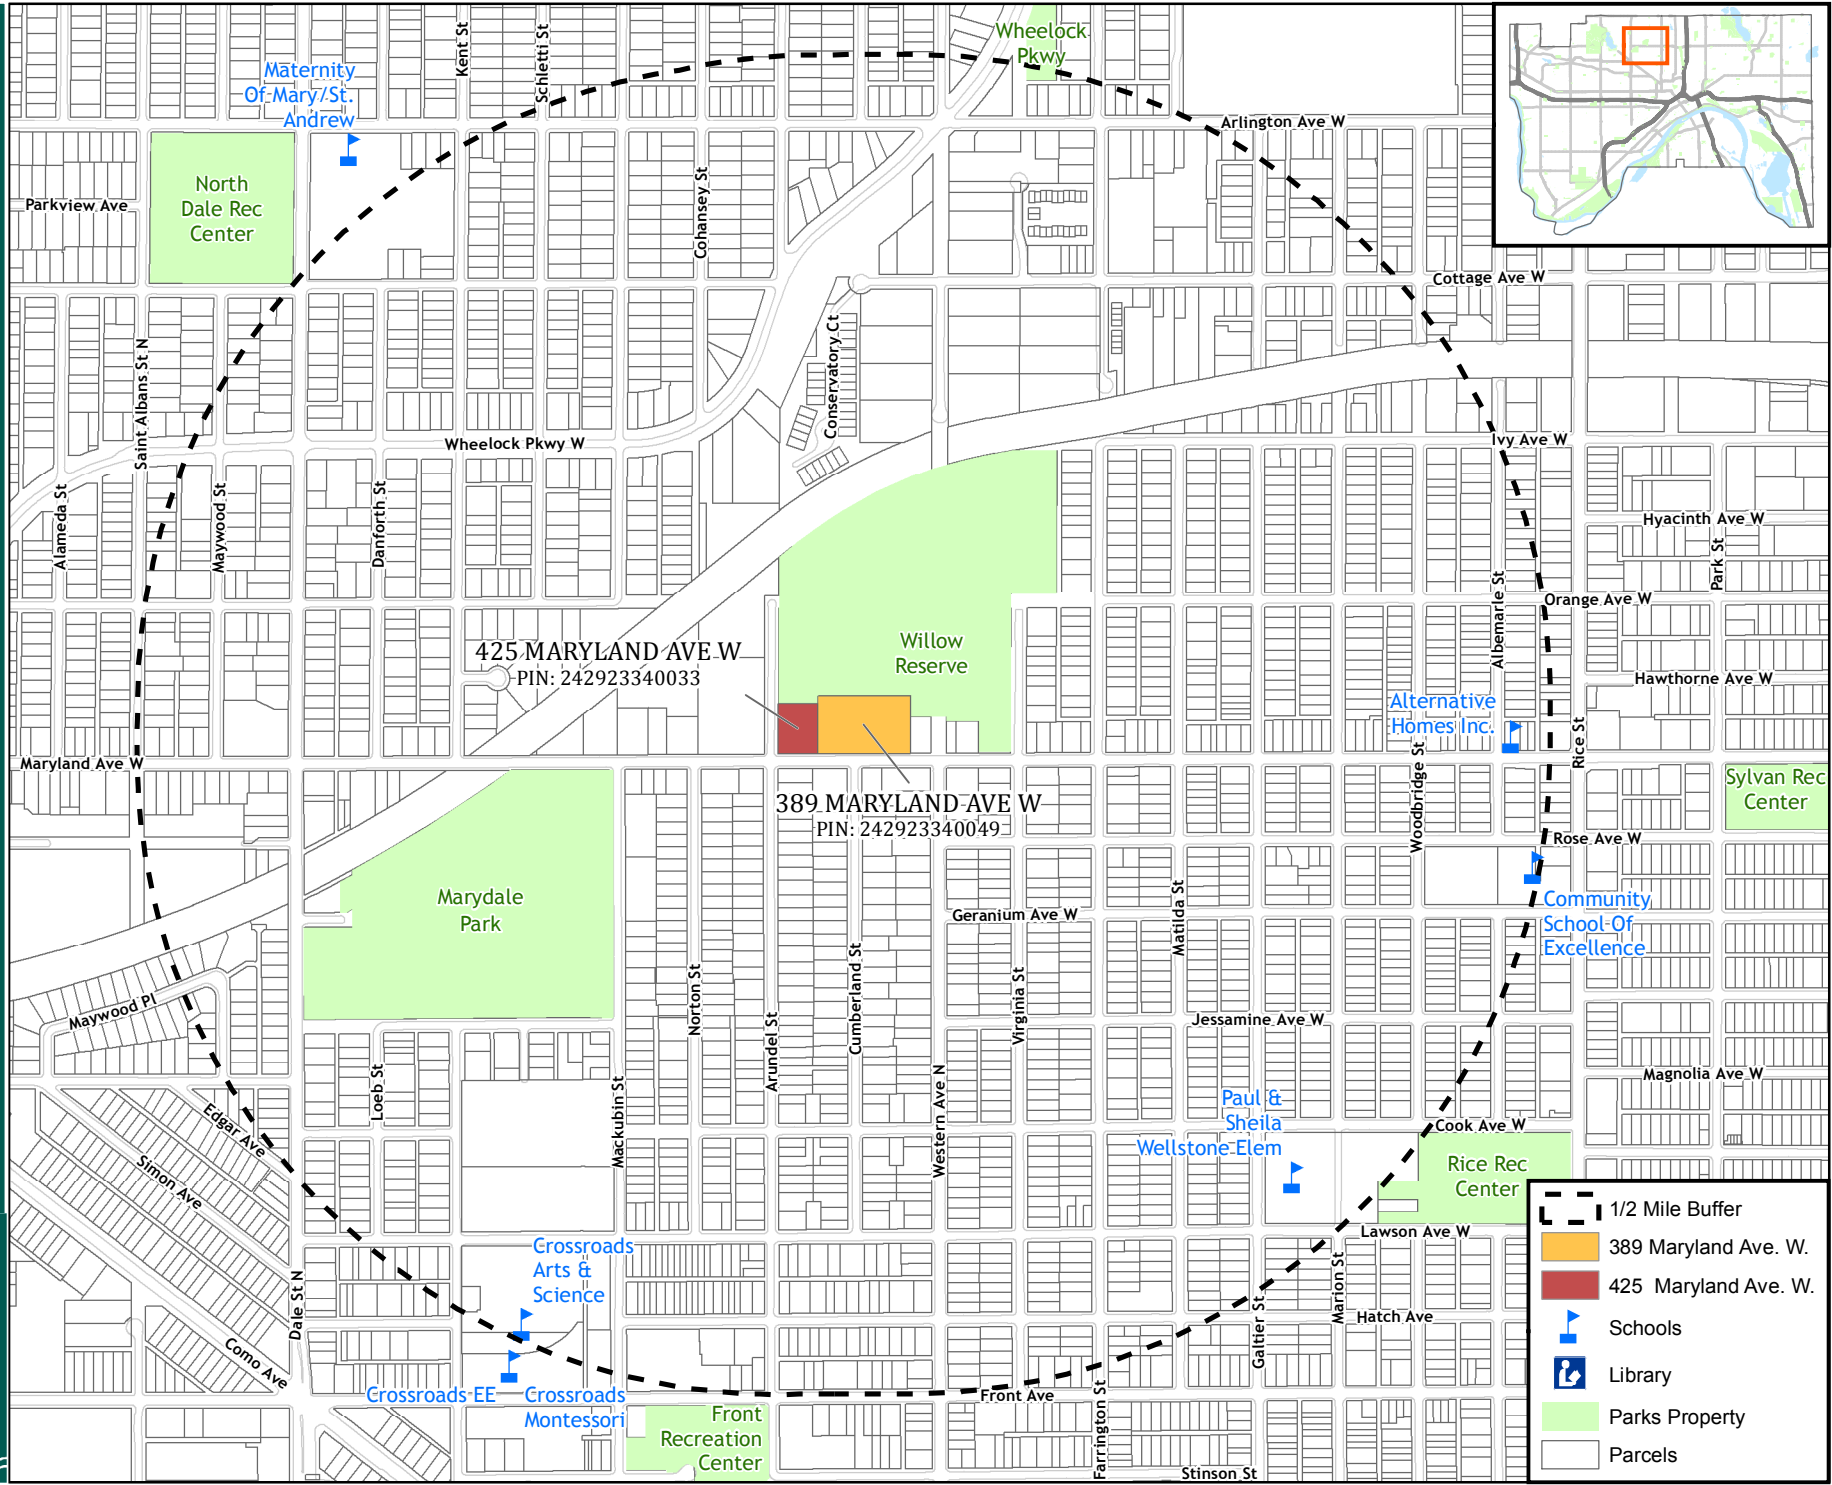 Wheelock
Pkwy
Kent St
Schletti St
Maternity
Of Mary/St.
Andrew
Arlington Ave W
North
Dale Rec
Center
Parkview Ave
Cohansey St
Cottage Ave W
Conservatory Ct
Saint Albans St N
Wheelock Pkwy W
Ivy Ave W
Alameda St
Maywood St
Danforth St
Hyacinth Ave W
Park St
Albemarle St
Orange Ave W
Willow
Reserve
425 MARYLAND AVE W
PIN: 242923340033
Hawthorne Ave W
Alternative
Homes Inc.
Rice St
Woodbridge St
Maryland Ave W
Sylvan Rec
Center
389 MARYLAND AVE W
PIN: 242923340049
Rose Ave W
Marydale
Park
Community
School Of
Excellence
Geranium Ave W
Matilda St
Cumberland St
Norton St
Virginia St
Maywood Pl
Arundel St
Jessamine Ave W
Loeb St
Mackubin St
Western Ave N
Magnolia Ave W
Edgar Ave
Simon Ave
Paul &
Sheila
Wellstone Elem
Cook Ave W
Rice Rec
Center
Lawson Ave W
Crossroads
Arts &
Science
Dale St N
Como Ave
Marion St
Galtier St
Hatch Ave
Crossroads EE
Crossroads
Montessori
Front Ave
Farrington St
Front
Recreation
Center
Stinson St
1/2 Mile Buffer
389 Maryland Ave. W.
425 Maryland Ave. W.
Schools
Library
Parks Property
Parcels